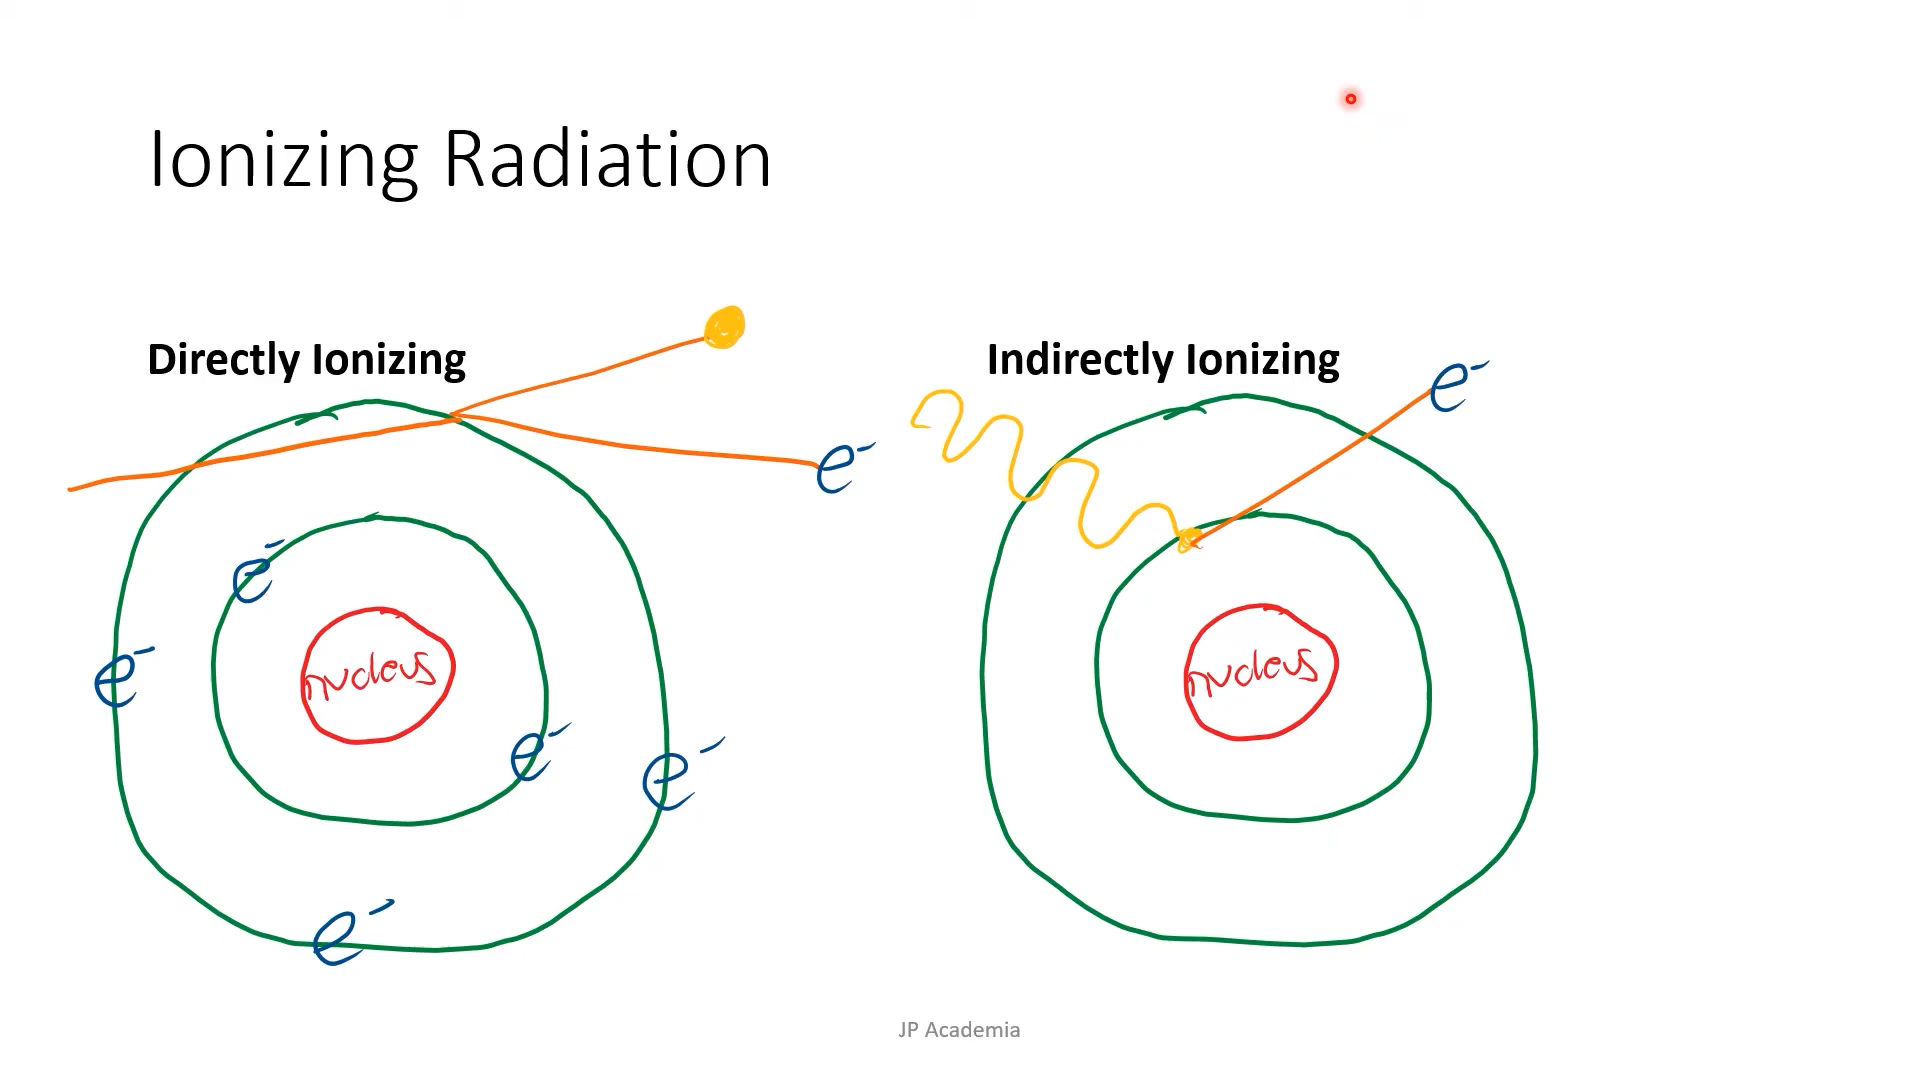 Ionizing Radiation
Directly Ionizing
e-
e-
e-
nucleus
e-
e-
e-
Indirectly Ionizing
e-
nucleus
JP Academia